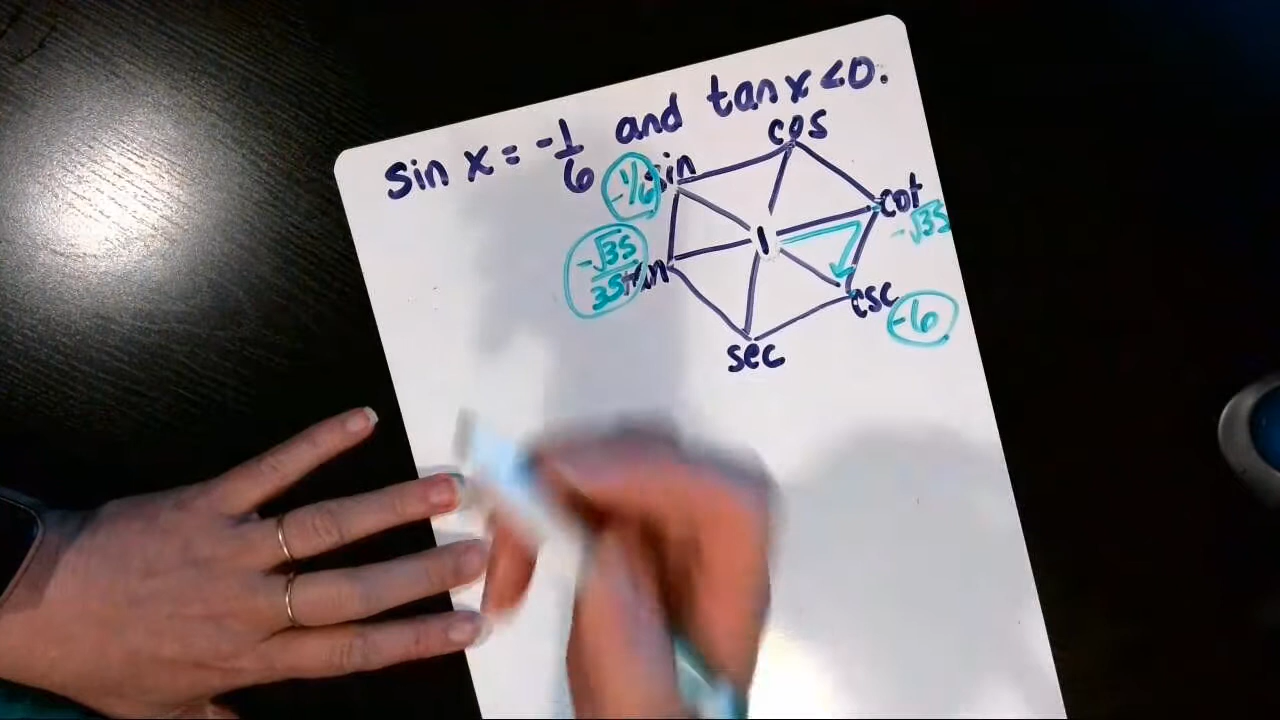 sin x = -1/6 and tan x < 0.
cos
-1/6 sin
cot
-√35
1
-√35/35 tan
csc
-6
sec